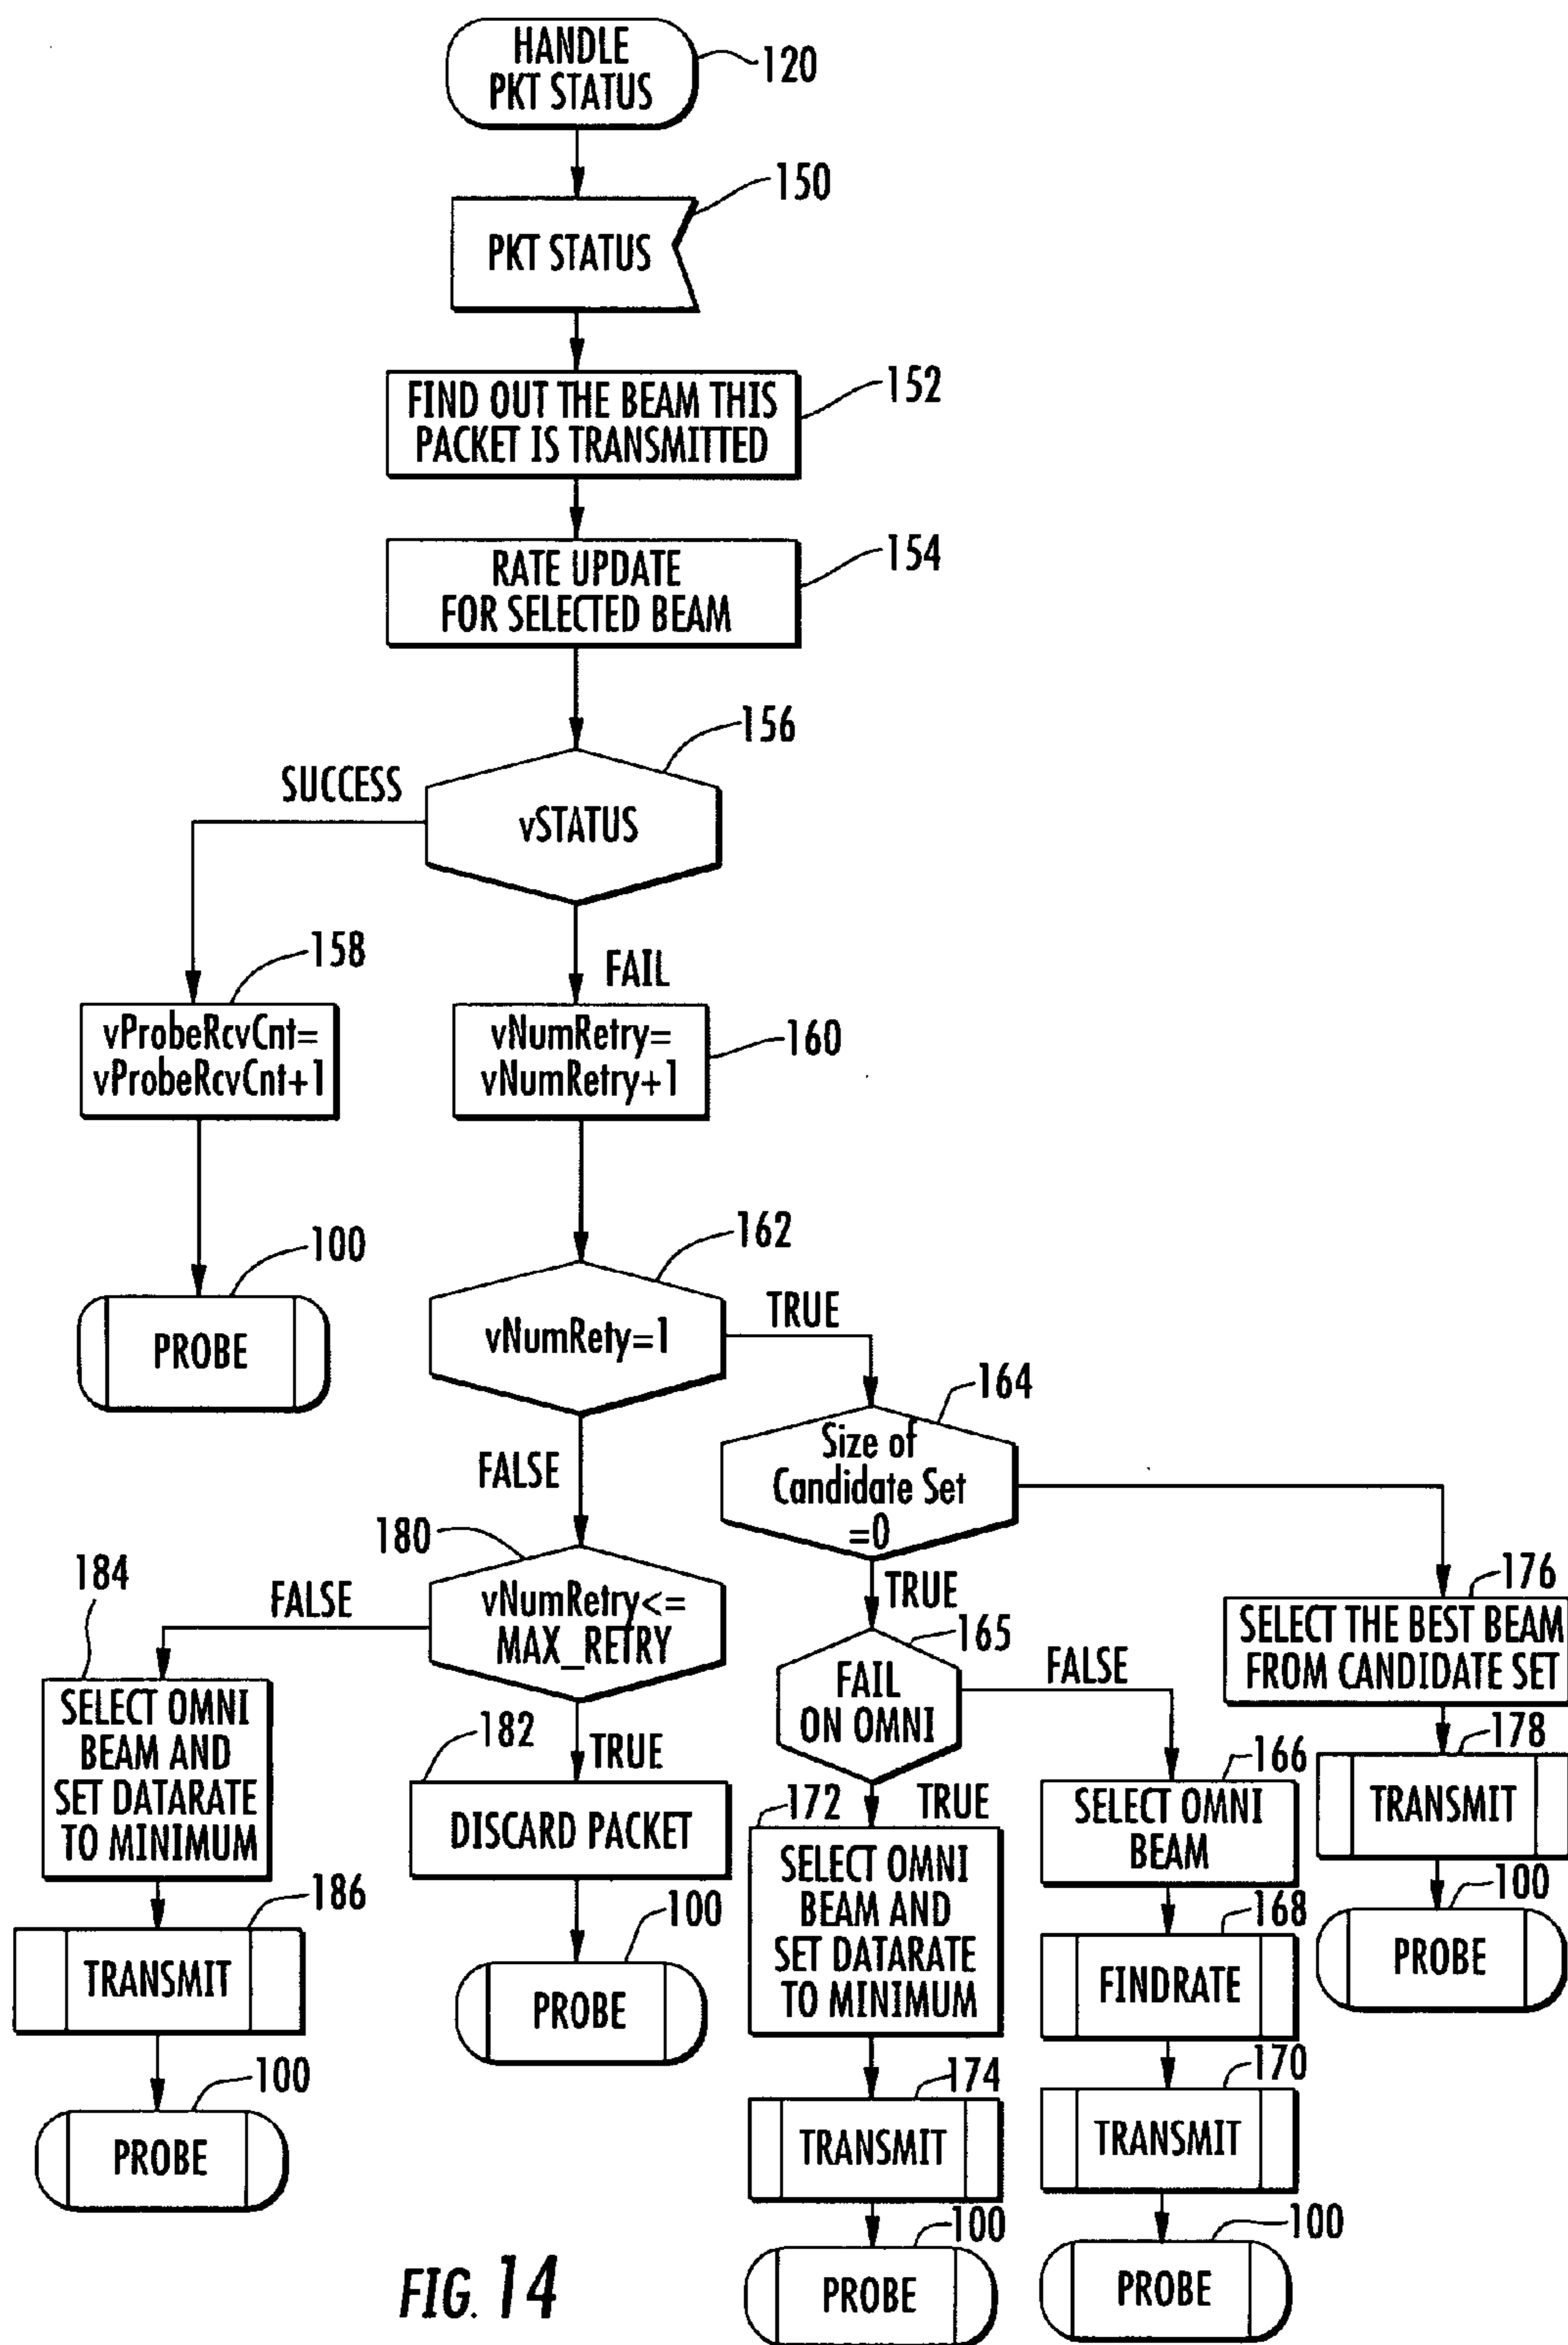 HANDLE
PKT STATUS
120
150
PKT STATUS
152
FIND OUT THE BEAM THIS
PACKET IS TRANSMITTED
154
RATE UPDATE
FOR SELECTED BEAM
156
SUCCESS
vSTATUS
158
FAIL
vProbeRcvCnt=
vProbeRcvCnt+1
vNumRetry=
vNumRetry+1
160
100
PROBE
162
TRUE
vNumRety=1
164
FALSE
Size of
Candidate Set
=0
180
184
FALSE
vNumRetry<=
MAX_RETRY
TRUE
165
FALSE
FAIL
ON OMNI
176
SELECT THE BEST BEAM
FROM CANDIDATE SET
SELECT OMNI
BEAM AND
SET DATARATE
TO MINIMUM
182
TRUE
DISCARD PACKET
172
TRUE
SELECT OMNI
BEAM AND
SET DATARATE
TO MINIMUM
166
SELECT OMNI
BEAM
178
TRANSMIT
186
TRANSMIT
100
PROBE
168
FINDRATE
100
PROBE
100
PROBE
174
TRANSMIT
170
TRANSMIT
100
PROBE
100
PROBE
FIG. 14